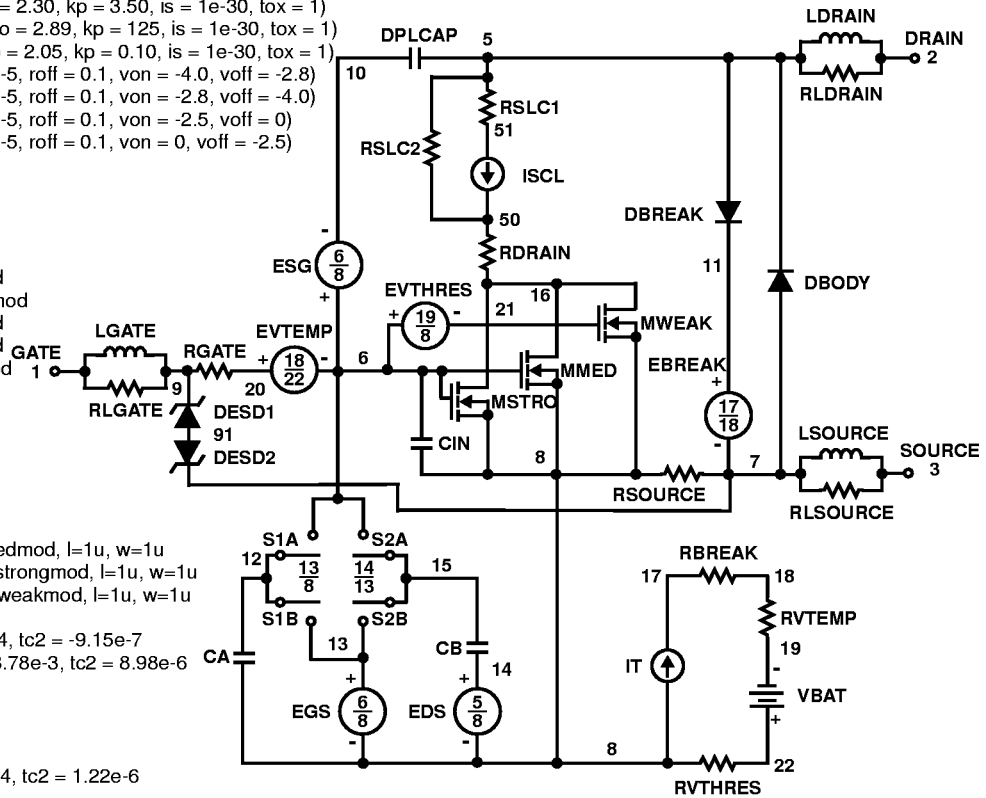 = 2.30, kp = 3.50, is = 1e-30, tox = 1)
o = 2.89, kp = 125, is = 1e-30, tox = 1)
= 2.05, kp = 0.10, is = 1e-30, tox = 1)
-5, roff = 0.1, von = -4.0, voff = -2.8)
-5, roff = 0.1, von = -2.8, voff = -4.0)
-5, roff = 0.1, von = -2.5, voff = 0)
-5, roff = 0.1, von = 0, voff = -2.5)
DPLCAP
5
10
LDRAIN
DRAIN
2
RLDRAIN
RSLC1
51
RSLC2
ISCL
50
DBREAK
RDRAIN
11
DBODY
-
ESG
6
8
+
d
mod
d
d
ed
EVTHRES
+
19
8
-
21
16
MWEAK
LGATE
GATE
1
RLGATE
9
RGATE
20
EVTEMP
+
18
22
-
6
MMED
MSTRO
EBREAK
+
17
18
-
DESD1
91
DESD2
CIN
8
RSOURCE
7
LSOURCE
SOURCE
3
RLSOURCE
edmod, l=1u, w=1u
strongmod, l=1u, w=1u
weakmod, l=1u, w=1u
4, tc2 = -9.15e-7
3.78e-3, tc2 = 8.98e-6
4, tc2 = 1.22e-6
S1A
S2A
12
13
8
14
13
15
S1B
S2B
13
CA
CB
14
+
EGS
6
8
-
+
EDS
5
8
-
8
RBREAK
17
18
RVTEMP
19
IT
-
VBAT
+
22
RVTHRES